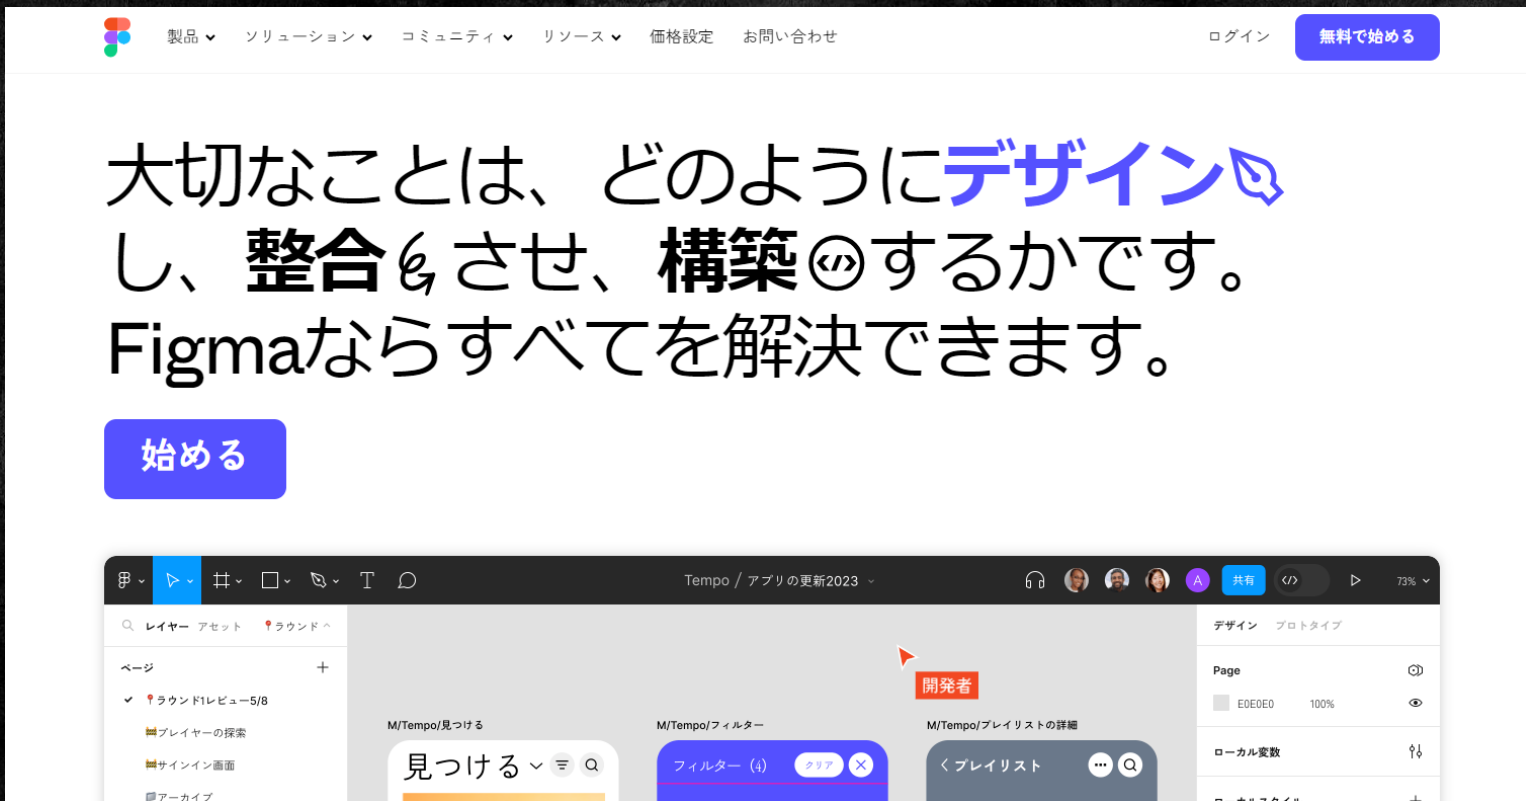 製品
ソリューション
コミュニティ
リソース
価格設定
お問い合わせ
ログイン
無料で始める
大切なことは、どのようにデザイン
し、整合させ、構築するかです。
Figmaならすべてを解決できます。
始める
Tempo / アプリの更新2023
A
共有
73%
レイヤー
アセット
ラウンド
ページ
ラウンド1レビュー5/8
プレイヤーの探索
サインイン画面
アーカイブ
開発者
M/Tempo/見つける
見つける
M/Tempo/フィルター
フィルター (4)
クリア
M/Tempo/プレイリストの詳細
プレイリスト
デザイン
プロトタイプ
Page
E0E0E0
100%
ローカル変数
ローカルスタイル